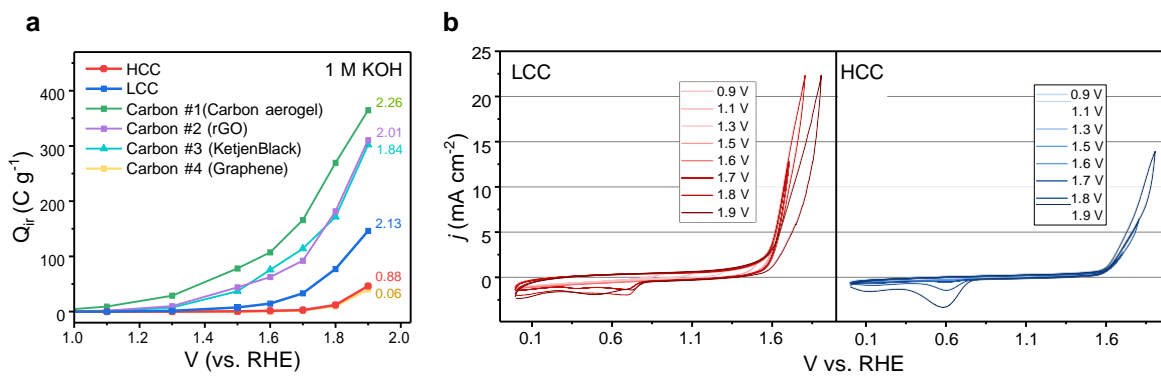 a
1 M KOH
HCC
LCC
Carbon #1(Carbon aerogel)
Carbon #2 (rGO)
Carbon #3 (KetjenBlack)
Carbon #4 (Graphene)
2.26
2.01
1.84
2.13
0.88
0.06
400
300
200
100
0
Qir (C g-1)
1.0 1.2 1.4 1.6 1.8 2.0
V (vs. RHE)
b
LCC
0.9 V
1.1 V
1.3 V
1.5 V
1.6 V
1.7 V
1.8 V
1.9 V
HCC
0.9 V
1.1 V
1.3 V
1.5 V
1.6 V
1.7 V
1.8 V
1.9 V
25
20
15
10
5
0
j (mA cm-2)
0.1 0.6 1.1 1.6 0.1 0.6 1.1 1.6
V vs. RHE